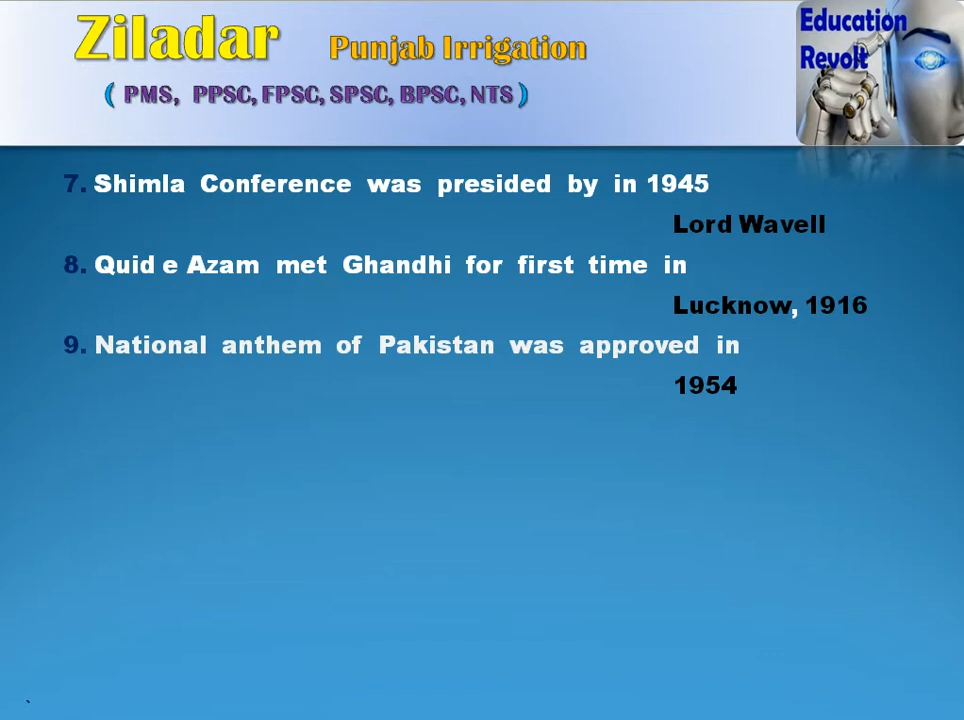 Ziladar Punjab Irrigation
( PMS, PPSC, FPSC, SPSC, BPSC, NTS )
Education
Revolt
7. Shimla Conference was presided by in 1945
Lord Wavell
8. Quid e Azam met Ghandhi for first time in
Lucknow, 1916
9. National anthem of Pakistan was approved in
1954
`